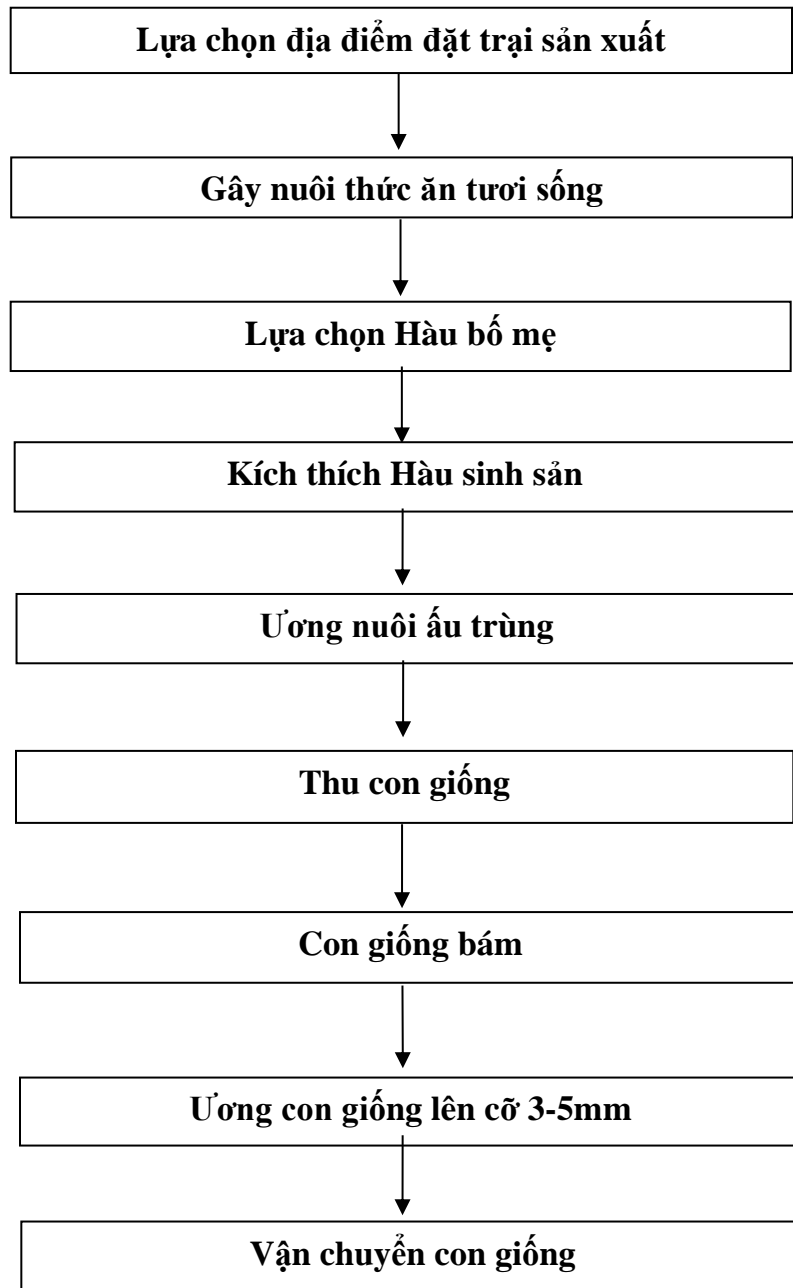 Lựa chọn địa điểm đặt trại sản xuất
Gây nuôi thức ăn tươi sống
Lựa chọn Hàu bố mẹ
Kích thích Hàu sinh sản
Ương nuôi ấu trùng
Thu con giống
Con giống bám
Ương con giống lên cỡ 3-5mm
Vận chuyển con giống